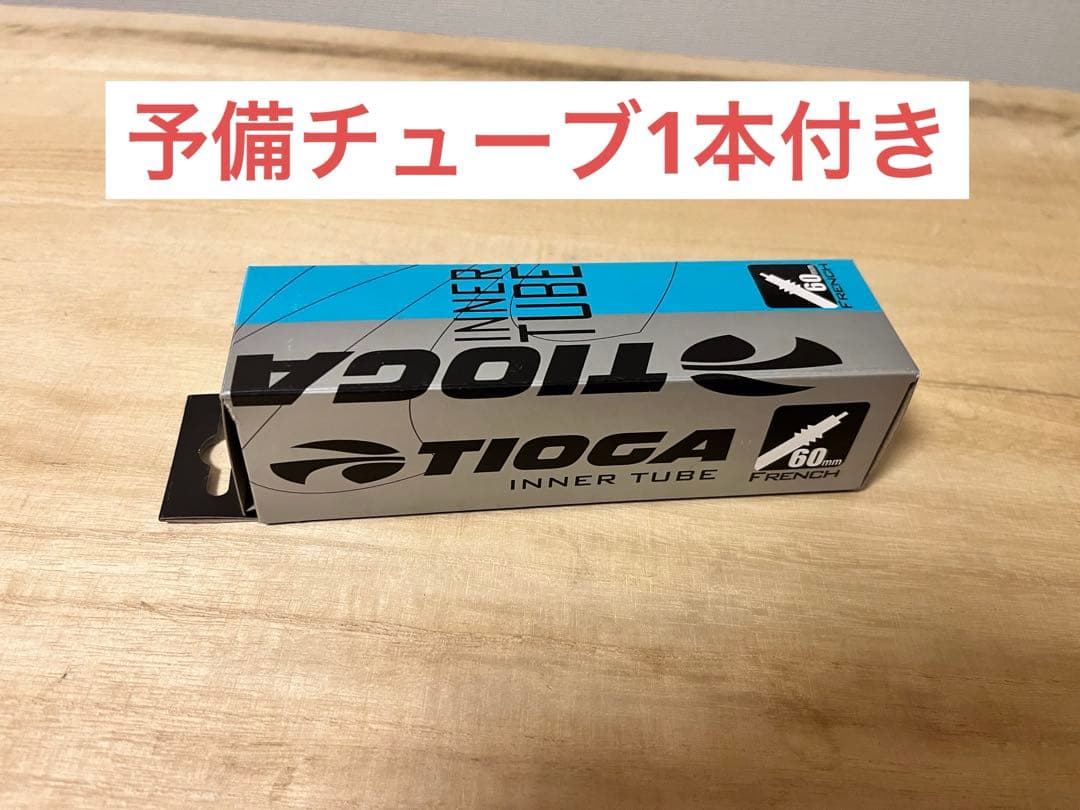 予備チューブ1本付き
INNER
TUBE
60mm
FRENCH
TIOGA
TIOGA
INNER TUBE
60mm
FRENCH